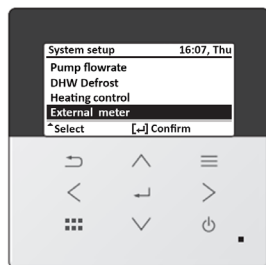 System setup 16:07, Thu
Pump flowrate
DHW Defrost
Heating control
External meter
Select [↵] Confirm